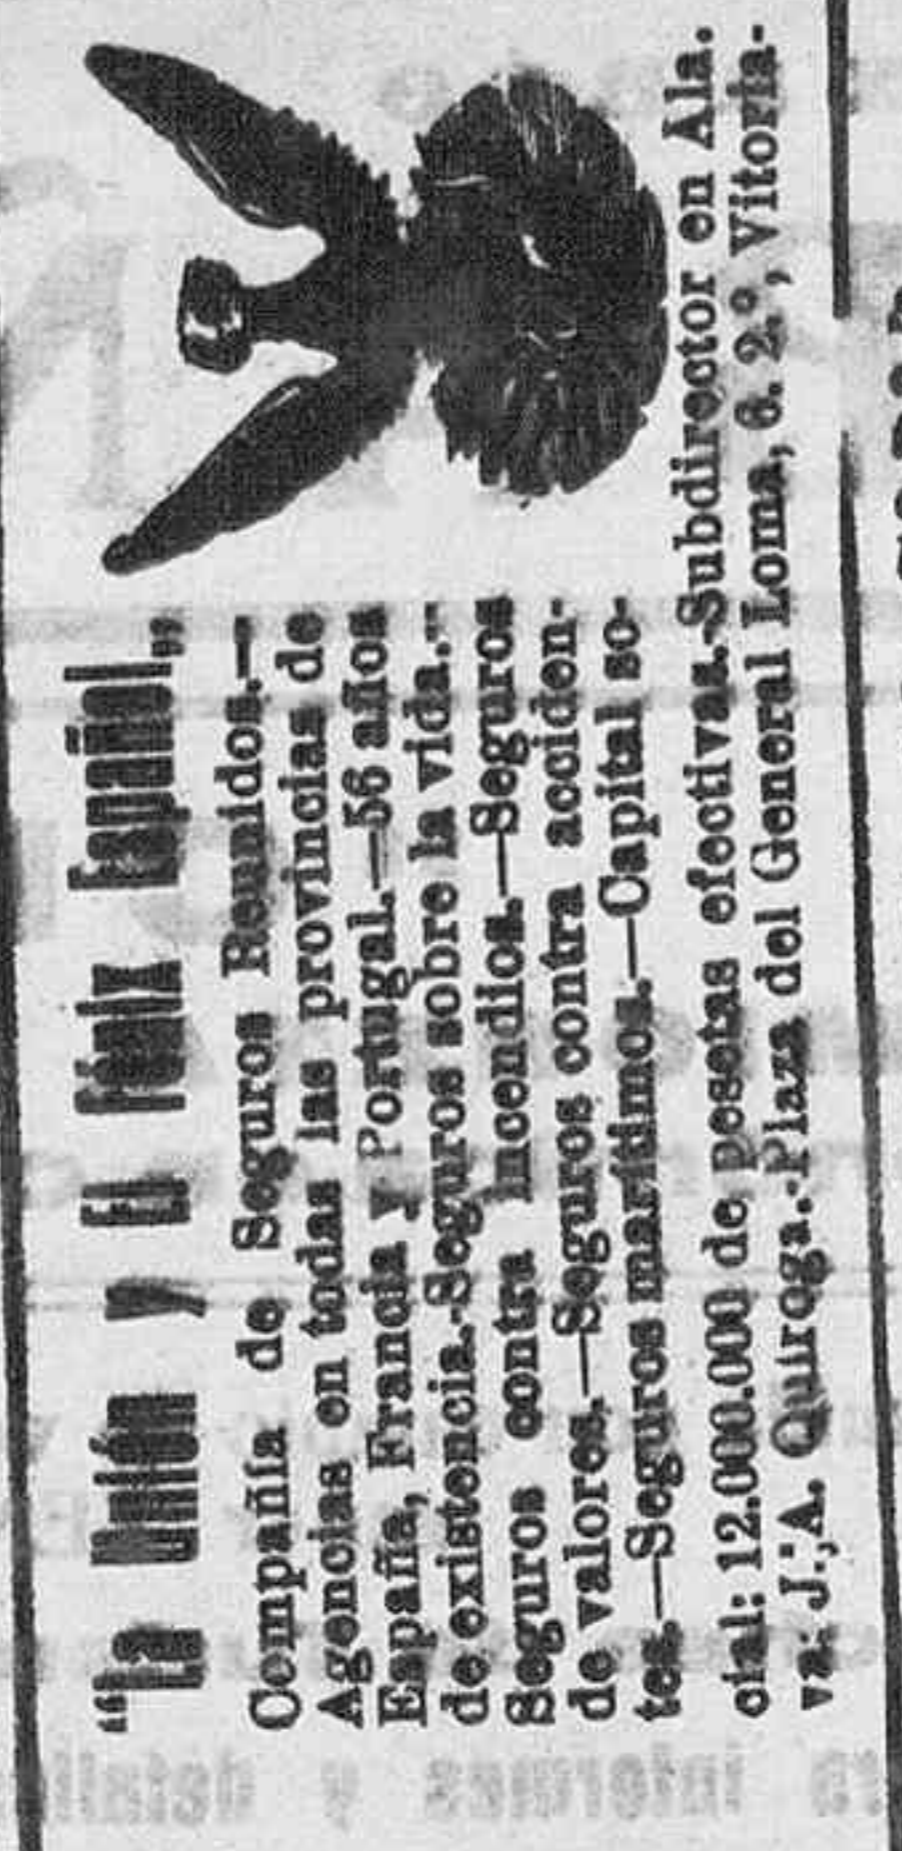 “La Unión y El Fénix Español„
Compañía de Seguros Reunidos.—
Agencias en todas las provincias de
España, Francia y Portugal.—56 años
de existencia.-Seguros sobre la vida.-
Seguros contra incendios.—Seguros
de valores.—Seguros contra acciden-
tes.—Seguros marítimos.—Capital so-
cial: 12.000.000 de pesetas efectivas.-Subdirector en Ala.
va: J. A. Quiroga.-Plaza del General Loma, 6. 2.º, Vitoria-